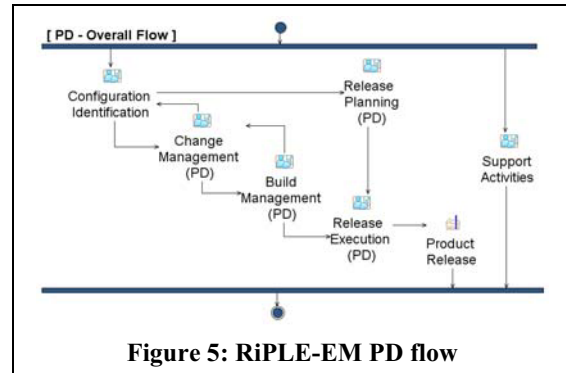 [ PD - Overall Flow ]
Configuration
Identification
Release
Planning
(PD)
Change
Management
(PD)
Support
Activities
Build
Management
(PD)
Release
Execution
(PD)
Product
Release
Figure 5: RiPLE-EM PD flow